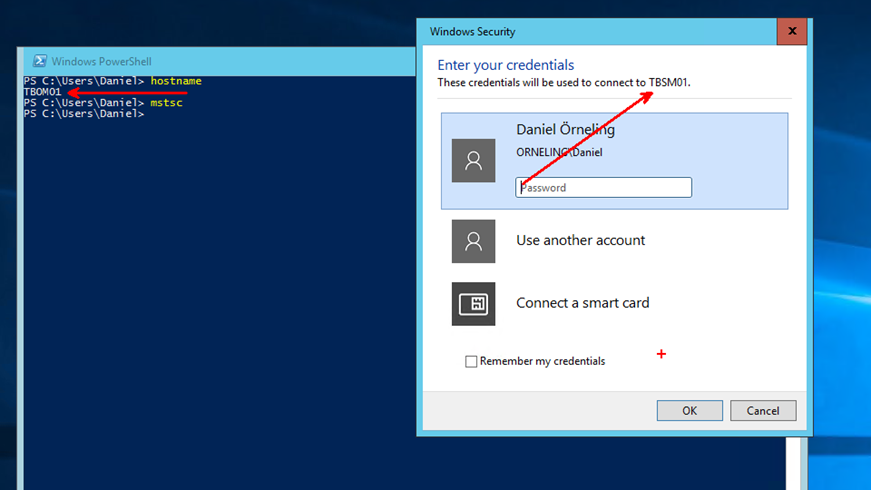 Windows PowerShell
PS C:\Users\Daniel> hostname
TBOM01
PS C:\Users\Daniel> mstsc
PS C:\Users\Daniel>
Windows Security
Enter your credentials
These credentials will be used to connect to TBSM01.
Daniel Örneling
ORNELING\Daniel
Password
Use another account
Connect a smart card
Remember my credentials
OK
Cancel